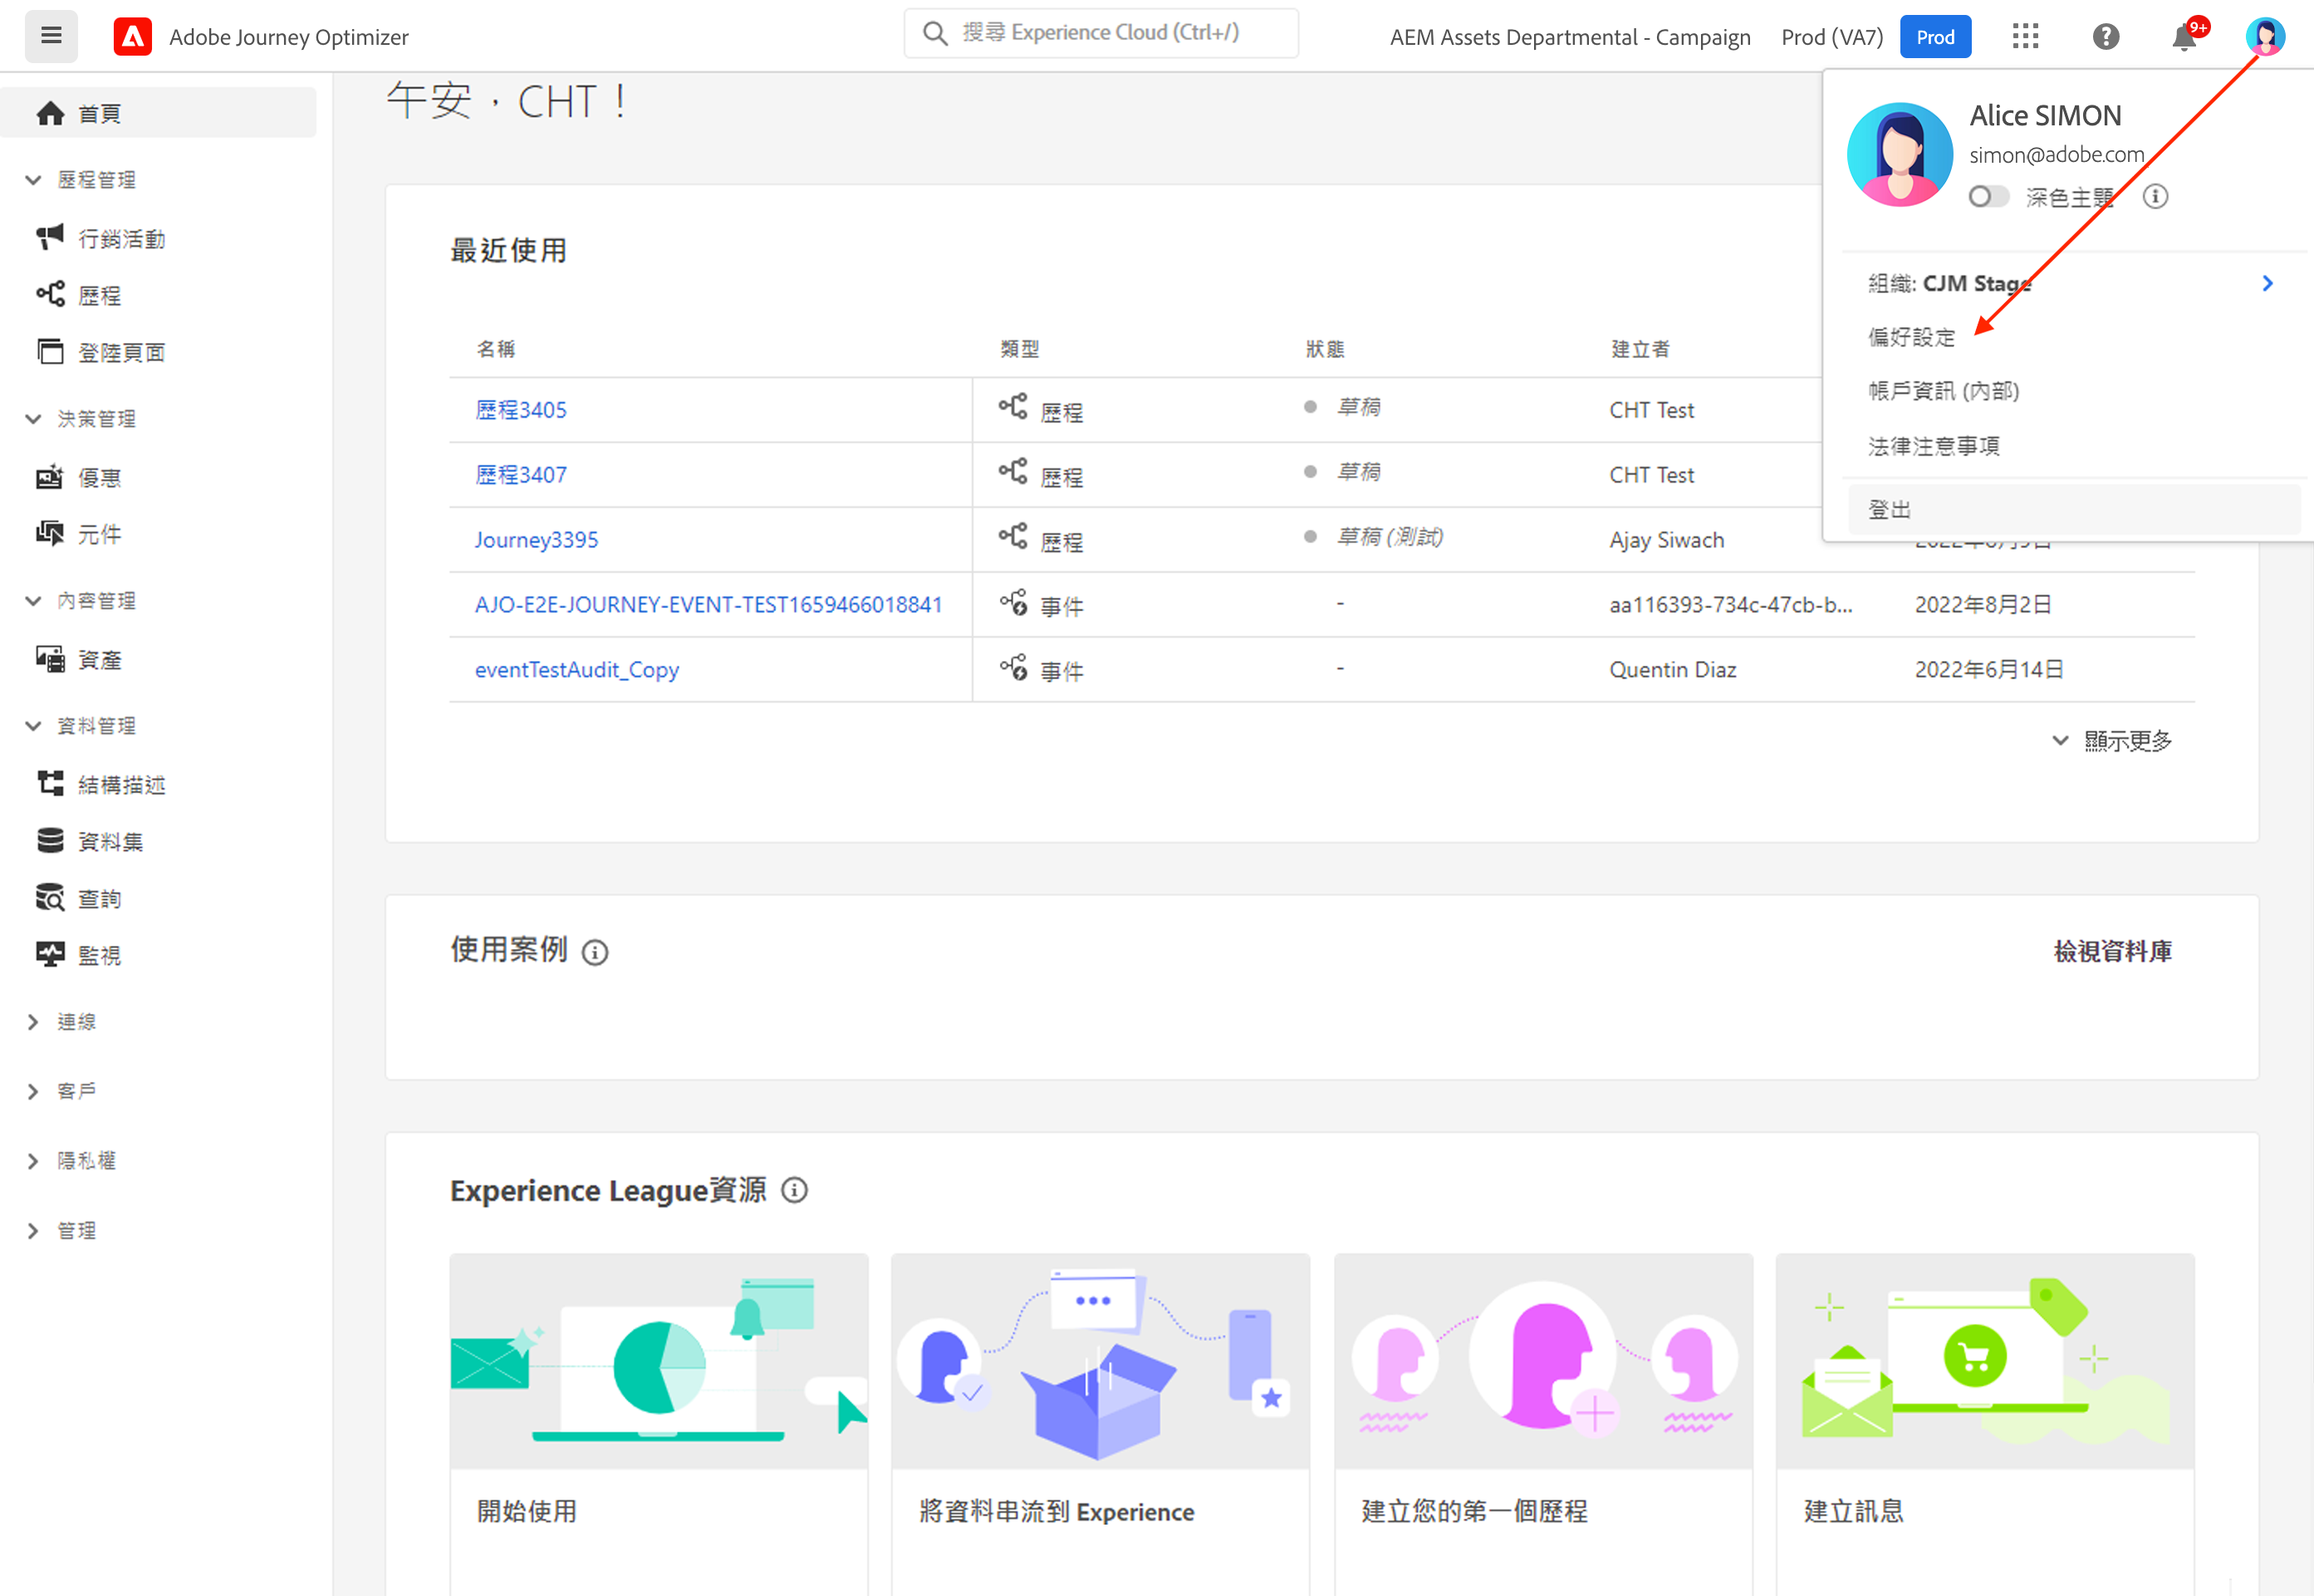 Adobe Journey Optimizer
搜尋 Experience Cloud (Ctrl+/)
AEM Assets Departmental - Campaign
Prod (VA7)
Prod
9+
首頁
歷程管理
行銷活動
歷程
登陸頁面
決策管理
優惠
元件
內容管理
資產
資料管理
結構描述
資料集
查詢
監視
連線
客戶
隱私權
管理
午安，CHT！
Alice SIMON
simon@adobe.com
深色主題
組織: CJM Stage
偏好設定
帳戶資訊 (內部)
法律注意事項
登出
最近使用
名稱 類型 狀態 建立者
歷程3405 歷程 草稿 CHT Test
歷程3407 歷程 草稿 CHT Test
Journey3395 歷程 草稿 (測試) Ajay Siwach
AJO-E2E-JOURNEY-EVENT-TEST1659466018841 事件 - aa116393-734c-47cb-b... 2022年8月2日
eventTestAudit_Copy 事件 - Quentin Diaz 2022年6月14日
顯示更多
使用案例
檢視資料庫
Experience League資源
開始使用
將資料串流到 Experience
建立您的第一個歷程
建立訊息